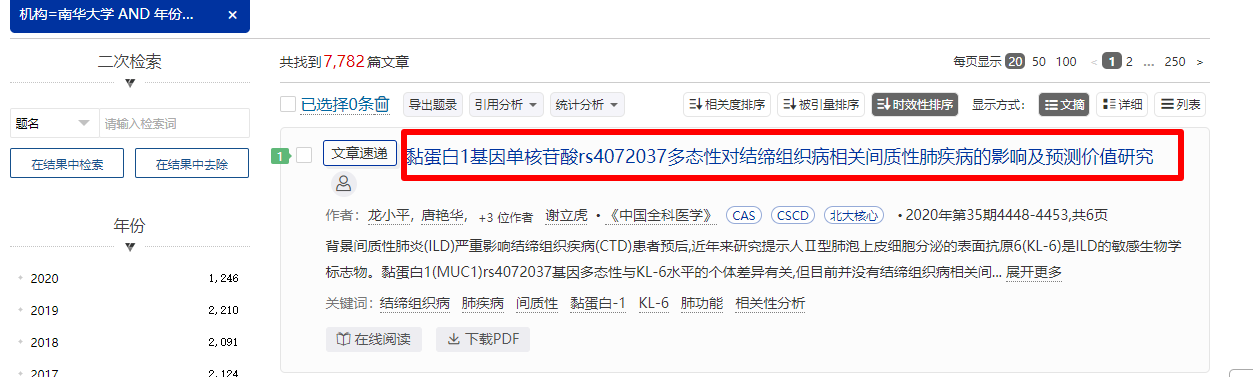 机构=南华大学 AND 年份... ×
二次检索
题名 请输入检索词
在结果中检索 在结果中去除
年份
2020 1,246
2019 2,210
2018 2,091
2017 2,124
共找到7,782篇文章
每页显示 20 50 100 < 1 2 ... 250 >
已选择0条 导出题录 引用分析 统计分析 相关度排序 被引量排序 时效性排序 显示方式: 文摘 详细 列表
1 文章速递 黏蛋白1基因单核苷酸rs4072037多态性对结缔组织病相关间质性肺疾病的影响及预测价值研究
作者: 龙小平, 唐艳华, +3 位作者 谢立虎 •《中国全科医学》 CAS CSCD 北大核心 • 2020年第35期4448-4453,共6页
背景间质性肺炎(ILD)严重影响结缔组织疾病(CTD)患者预后,近年来研究提示人Ⅱ型肺泡上皮细胞分泌的表面抗原6(KL-6)是ILD的敏感生物学
标志物。黏蛋白1(MUC1)rs4072037基因多态性与KL-6水平的个体差异有关,但目前并没有结缔组织病相关间... 展开更多
关键词: 结缔组织病 肺疾病 间质性 黏蛋白-1 KL-6 肺功能 相关性分析
在线阅读 下载PDF